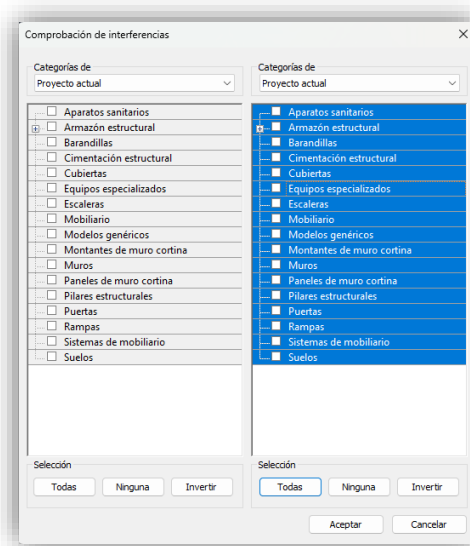 Comprobación de interferencias
Categorías de
Proyecto actual
Aparatos sanitarios
Armazón estructural
Barandillas
Cimentación estructural
Cubiertas
Equipos especializados
Escaleras
Mobiliario
Modelos genéricos
Montantes de muro cortina
Muros
Paneles de muro cortina
Pilares estructurales
Puertas
Rampas
Sistemas de mobiliario
Suelos
Selección
Todas Ninguna Invertir
Categorías de
Proyecto actual
Aparatos sanitarios
Armazón estructural
Barandillas
Cimentación estructural
Cubiertas
Equipos especializados
Escaleras
Mobiliario
Modelos genéricos
Montantes de muro cortina
Muros
Paneles de muro cortina
Pilares estructurales
Puertas
Rampas
Sistemas de mobiliario
Suelos
Selección
Todas Ninguna Invertir
Aceptar Cancelar